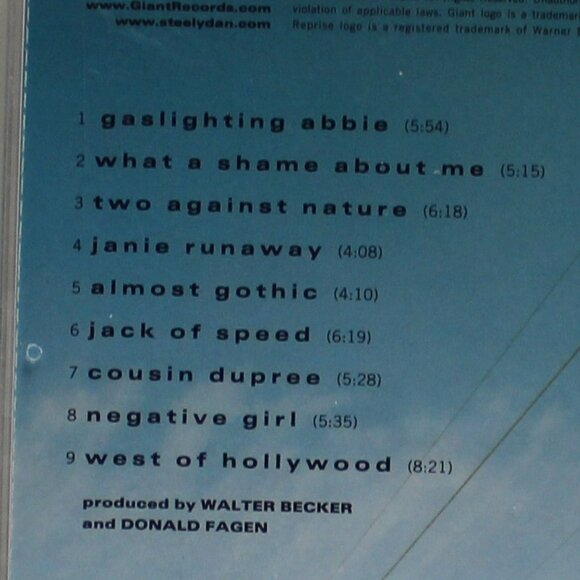 www.GiantRecords.com
www.steelydan.com
violation of applicable laws. Giant logo is a trademark
Reprise logo is a registered trademark of Warner
1 gaslighting abbie (5:54)
2 what a shame about me (5:15)
3 two against nature (6:18)
4 janie runaway (4:08)
5 almost gothic (4:10)
6 jack of speed (6:19)
7 cousin dupree (5:28)
8 negative girl (5:35)
9 west of hollywood (8:21)
produced by WALTER BECKER
and DONALD FAGEN